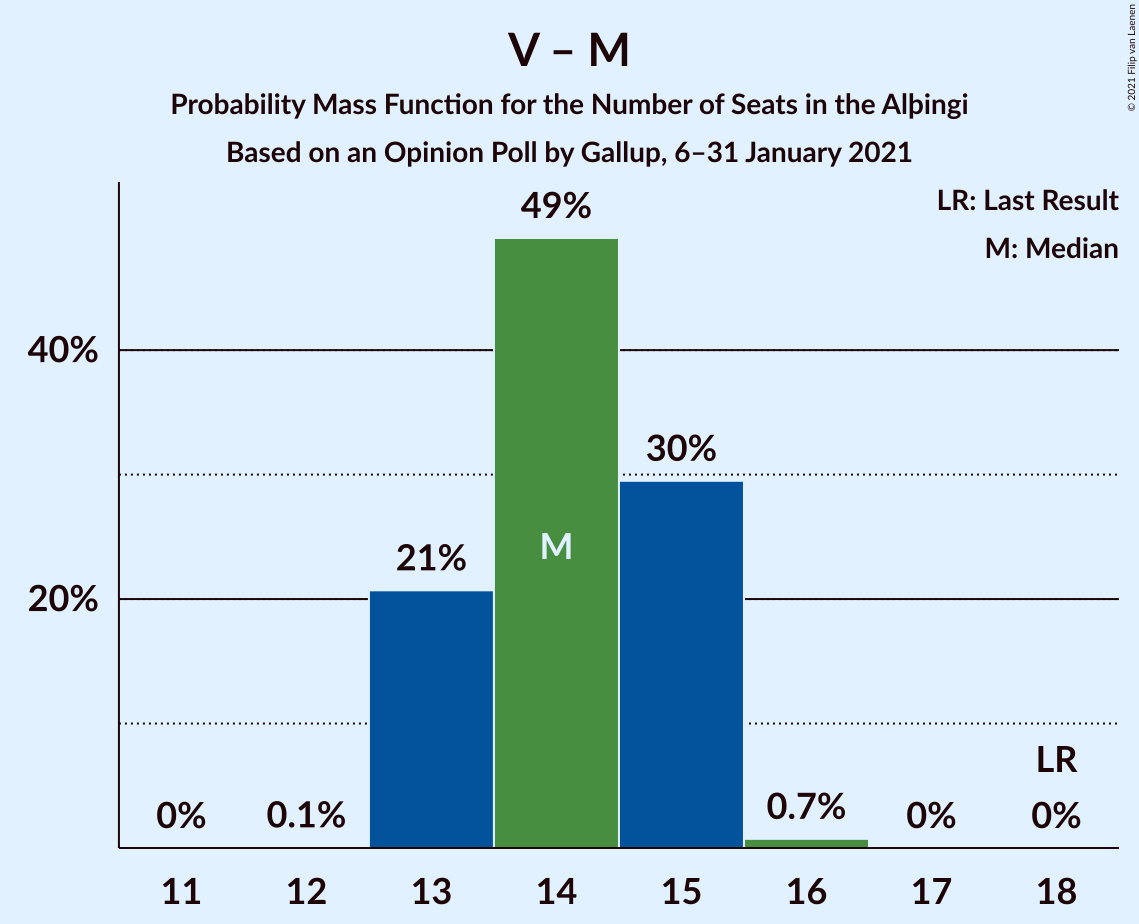 V – M
Probability Mass Function for the Number of Seats in the Alþingi
Based on an Opinion Poll by Gallup, 6–31 January 2021
© 2021 Filip van Laenen
LR: Last Result
M: Median
49%
40%
30%
21%
M
20%
LR
0%
0.1%
0.7%
0%
0%
11
12
13
14
15
16
17
18